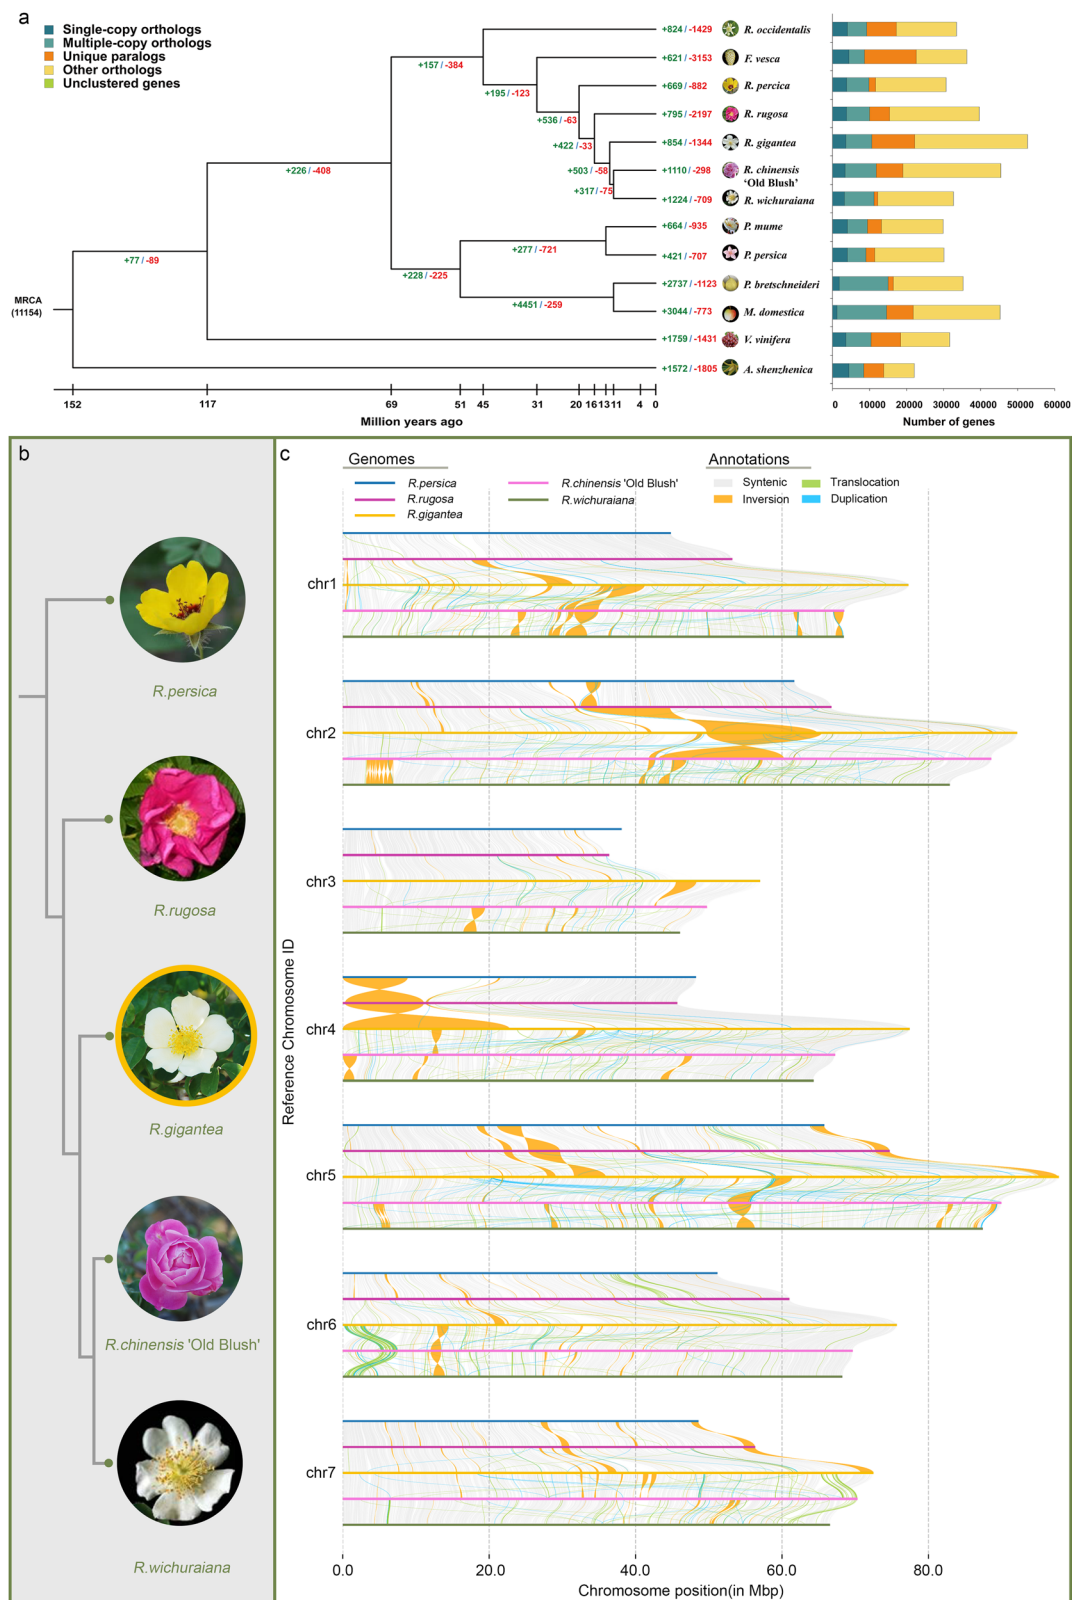 a
Single-copy orthologs
Multiple-copy orthologs
Unique paralogs
Other orthologs
Unclustered genes
+824 / -1429 R. occidentalis
+157 / -384
+621 / -3153 F. vesca
+195 / -123
+669 / -882 R. percica
+536 / -63
+795 / -2197 R. rugosa
+422 / -33
+854 / -1344 R. gigantea
+226 / -408
+503 / -58
+1110 / -298 R. chinensis
'Old Blush'
+317 / -75
+1224 / -709 R. wichuraiana
+664 / -935 P. mume
+277 / -721
+77 / -89
+421 / -707 P. persica
+228 / -225
+2737 / -1123 P. bretschneideri
+4451 / -259
MRCA
(11154)
+3044 / -773 M. domestica
+1759 / -1431 V. vinifera
+1572 / -1805 A. shenzhenica
152 117 69 51 45 31 20 16 13 11 4 0
Million years ago
0 10000 20000 30000 40000 50000 60000
Number of genes
b
R.persica
R.rugosa
R.gigantea
R.chinensis 'Old Blush'
R.wichuraiana
c
Genomes
R.persica
R.rugosa
R.gigantea
R.chinensis 'Old Blush'
R.wichuraiana
Annotations
Syntenic
Inversion
Translocation
Duplication
Reference Chromosome ID
chr1
chr2
chr3
chr4
chr5
chr6
chr7
0.0 20.0 40.0 60.0 80.0
Chromosome position(in Mbp)